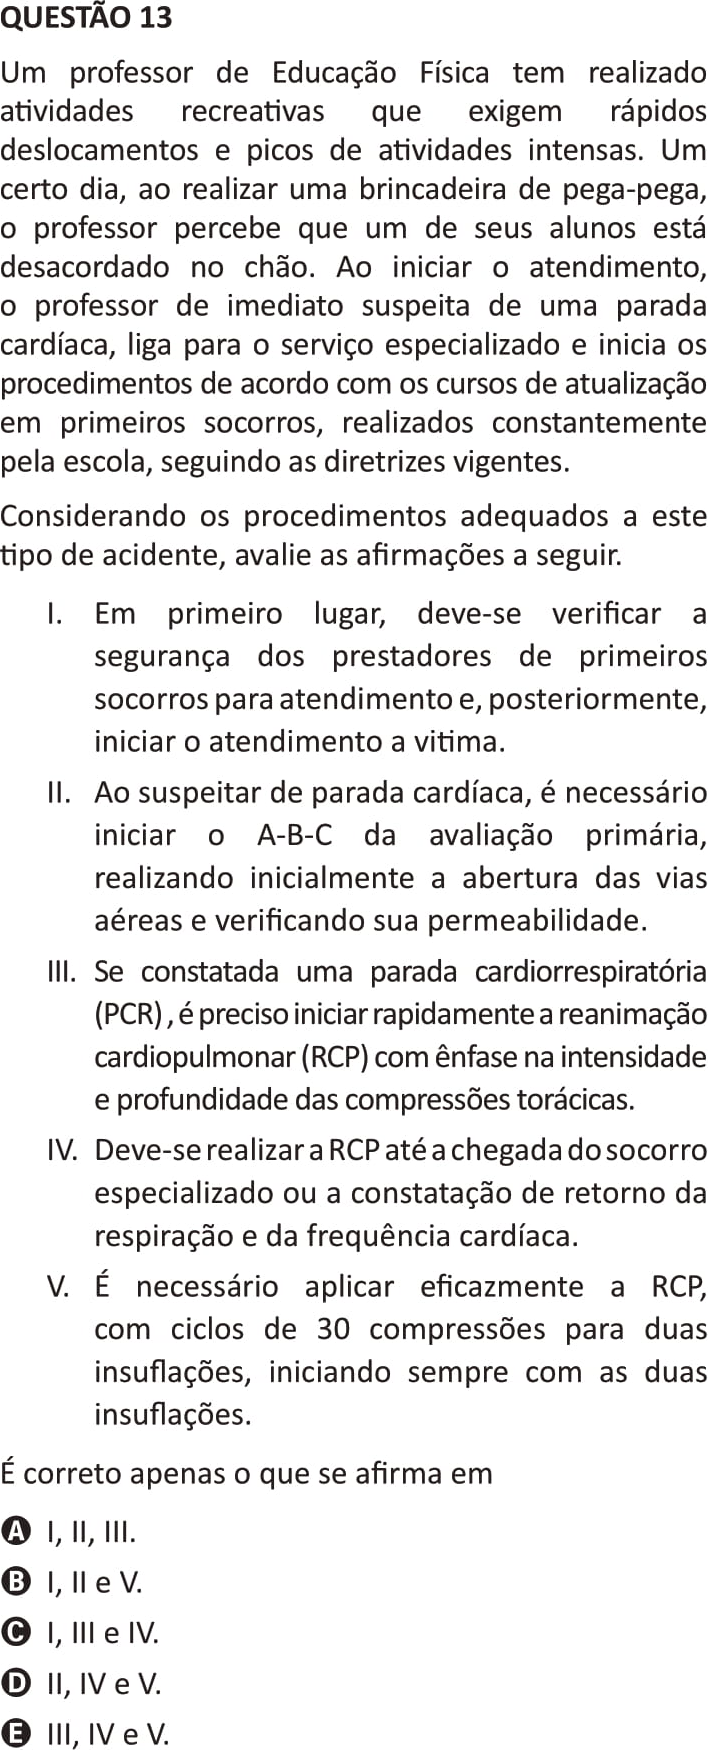 QUESTÃO 13
Um professor de Educação Física tem realizado
atividades recreativas que exigem rápidos
deslocamentos e picos de atividades intensas. Um
certo dia, ao realizar uma brincadeira de pega-pega,
o professor percebe que um de seus alunos está
desacordado no chão. Ao iniciar o atendimento,
o professor de imediato suspeita de uma parada
cardíaca, liga para o serviço especializado e inicia os
procedimentos de acordo com os cursos de atualização
em primeiros socorros, realizados constantemente
pela escola, seguindo as diretrizes vigentes.
Considerando os procedimentos adequados a este
tipo de acidente, avalie as afirmações a seguir.
I. Em primeiro lugar, deve-se verificar a
segurança dos prestadores de primeiros
socorros para atendimento e, posteriormente,
iniciar o atendimento a vitima.
II. Ao suspeitar de parada cardíaca, é necessário
iniciar o A-B-C da avaliação primária,
realizando inicialmente a abertura das vias
aéreas e verificando sua permeabilidade.
III. Se constatada uma parada cardiorrespiratória
(PCR) , é preciso iniciar rapidamente a reanimação
cardiopulmonar (RCP) com ênfase na intensidade
e profundidade das compressões torácicas.
IV. Deve-se realizar a RCP até a chegada do socorro
especializado ou a constatação de retorno da
respiração e da frequência cardíaca.
V. É necessário aplicar eficazmente a RCP,
com ciclos de 30 compressões para duas
insuflações, iniciando sempre com as duas
insuflações.
É correto apenas o que se afirma em
A I, II, III.
B I, II e V.
C I, III e IV.
D II, IV e V.
E III, IV e V.